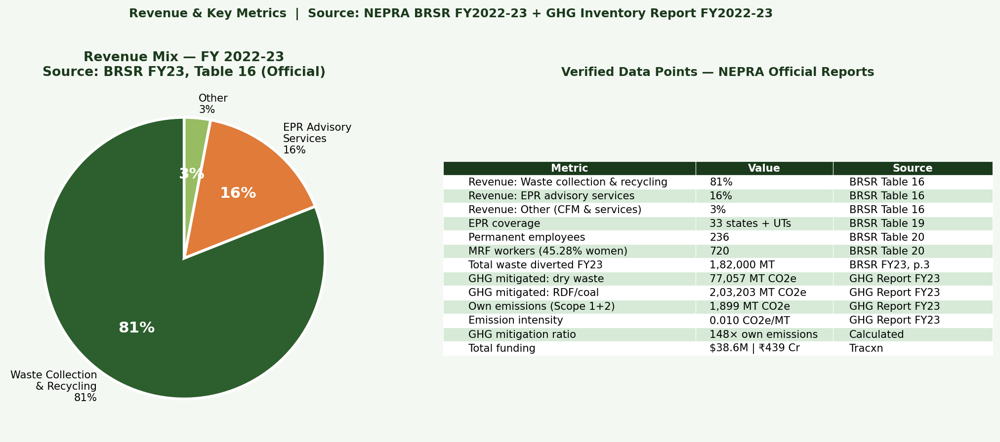 Revenue & Key Metrics | Source: NEPRA BRSR FY2022-23 + GHG Inventory Report FY2022-23
Revenue Mix — FY 2022-23
Source: BRSR FY23, Table 16 (Official)
Other
3%
EPR Advisory
Services
16%
3%
16%
81%
Waste Collection
& Recycling
81%
Verified Data Points — NEPRA Official Reports
Metric Value Source
Revenue: Waste collection & recycling 81% BRSR Table 16
Revenue: EPR advisory services 16% BRSR Table 16
Revenue: Other (CFM & services) 3% BRSR Table 16
EPR coverage 33 states + UTs BRSR Table 19
Permanent employees 236 BRSR Table 20
MRF workers (45.28% women) 720 BRSR Table 20
Total waste diverted FY23 1,82,000 MT BRSR FY23, p.3
GHG mitigated: dry waste 77,057 MT CO2e GHG Report FY23
GHG mitigated: RDF/coal 2,03,203 MT CO2e GHG Report FY23
Own emissions (Scope 1+2) 1,899 MT CO2e GHG Report FY23
Emission intensity 0.010 CO2e/MT GHG Report FY23
GHG mitigation ratio 148× own emissions Calculated
Total funding $38.6M | ₹439 Cr Tracxn